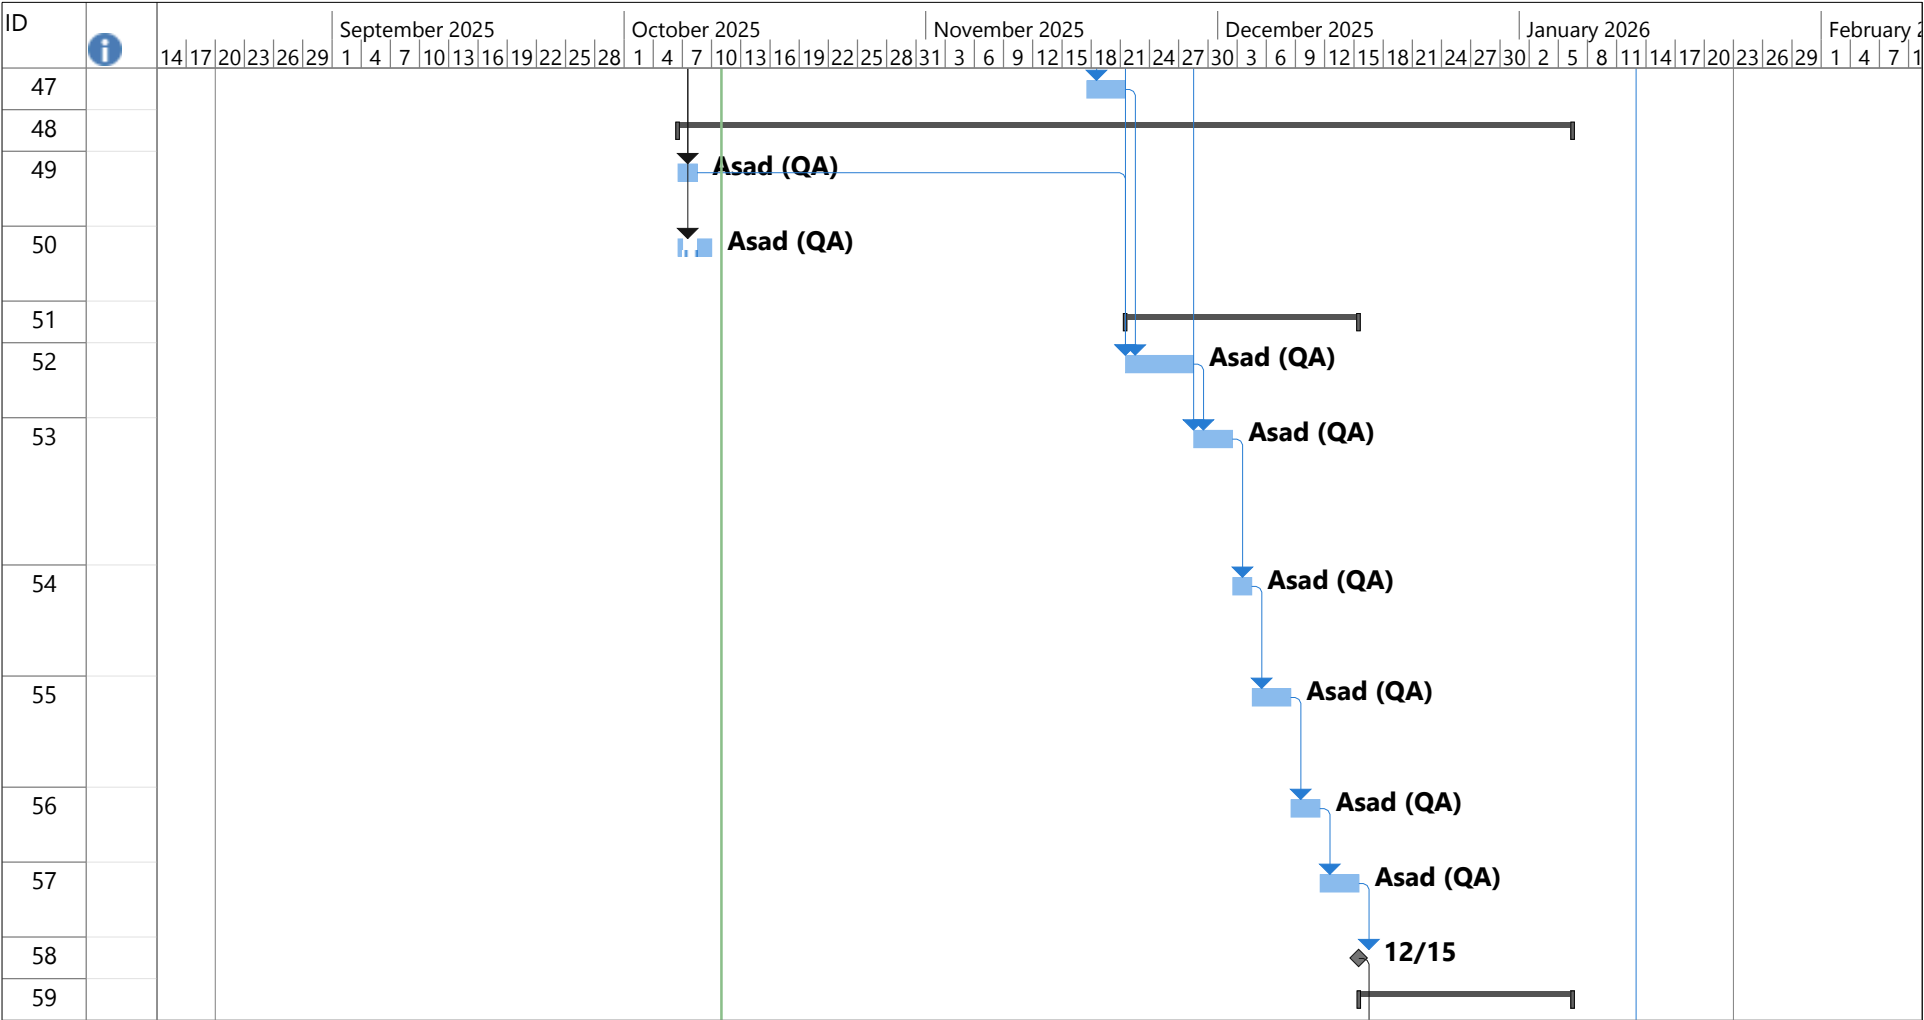 ID
September 2025 October 2025 November 2025 December 2025 January 2026 February
14 17 20 23 26 29 1 4 7 10 13 16 19 22 25 28 1 4 7 10 13 16 19 22 25 28 31 3 6 9 12 15 18 21 24 27 30 3 6 9 12 15 18 21 24 27 30 2 5 8 11 14 17 20 23 26 29 1 4 7
47
48
49 Asad (QA)
50 Asad (QA)
51
52 Asad (QA)
53 Asad (QA)
54 Asad (QA)
55 Asad (QA)
56 Asad (QA)
57 Asad (QA)
58 12/15
59